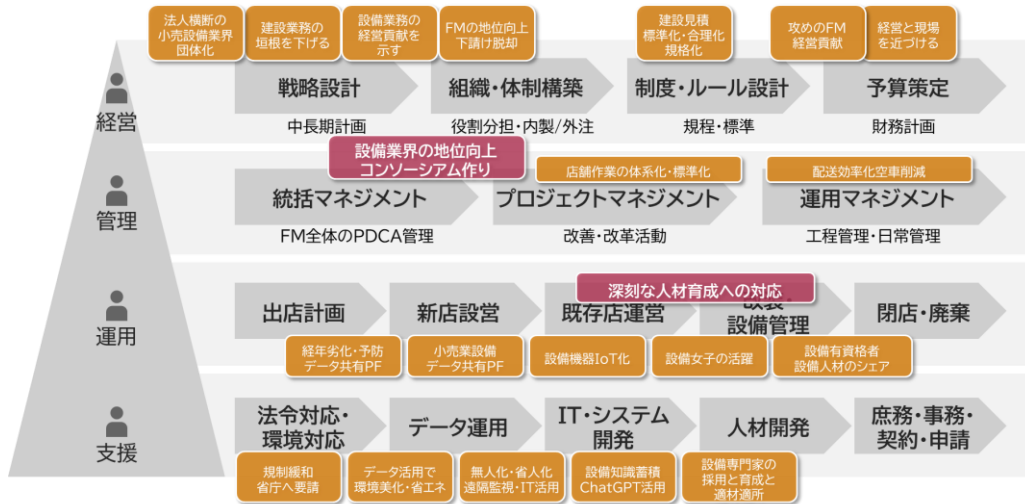 法人横断の
小売設備業界
団体化
建設業務の
垣根を下げる
設備業務の
経営貢献を
示す
FMの地位向上
下請け脱却
建設見積
標準化・合理化
規格化
攻めのFM
経営貢献
経営と現場
を近づける
経営
戦略設計
組織・体制構築
制度・ルール設計
予算策定
中長期計画
役割分担・内製/外注
規程・標準
財務計画
設備業界の地位向上
コンソーシアム作り
店舗作業の体系化・標準化
配送効率化空車削減
管理
統括マネジメント
プロジェクトマネジメント
運用マネジメント
FM全体のPDCA管理
改善・改革活動
工程管理・日常管理
深刻な人材育成への対応
運用
出店計画
新店設営
既存店運営
改装・
設備管理
閉店・廃棄
経年劣化・予防
データ共有PF
小売業設備
データ共有PF
設備機器IoT化
設備女子の活躍
設備有資格者
設備人材のシェア
支援
法令対応・
環境対応
データ運用
IT・システム
開発
人材開発
庶務・事務・
契約・申請
規制緩和
省庁へ要請
データ活用で
環境美化・省エネ
無人化・省人化
遠隔監視・IT活用
設備知識蓄積
ChatGPT活用
設備専門家の
採用と育成と
適材適所